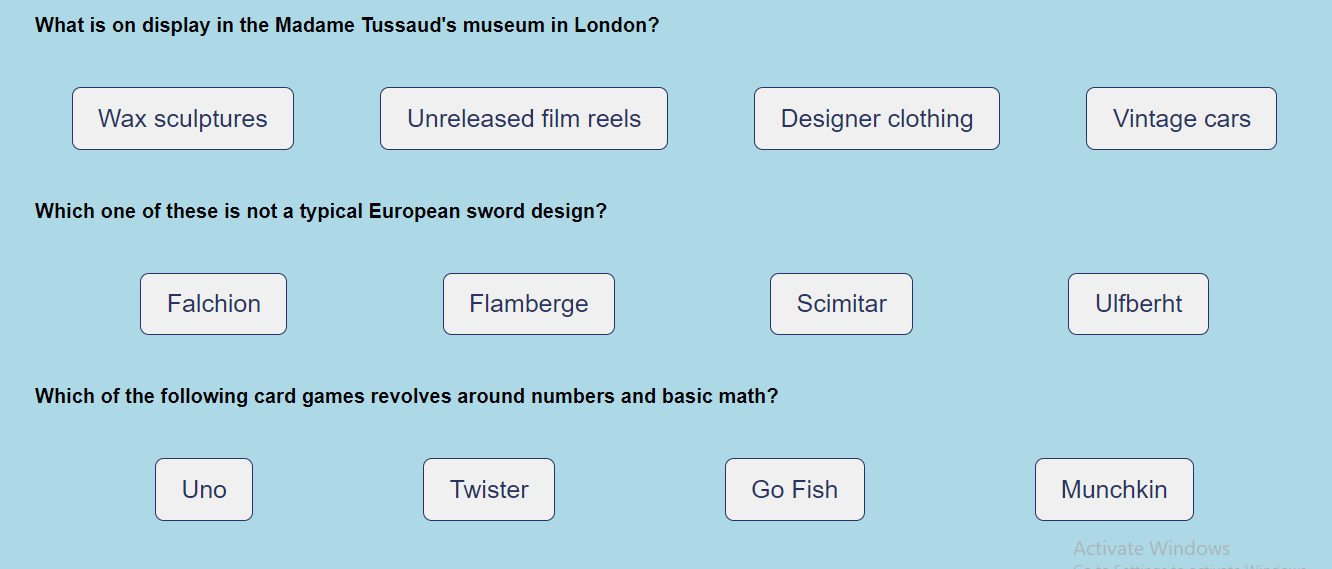 What is on display in the Madame Tussaud's museum in London?
Wax sculptures Unreleased film reels Designer clothing Vintage cars
Which one of these is not a typical European sword design?
Falchion Flamberge Scimitar Ulfberht
Which of the following card games revolves around numbers and basic math?
Uno Twister Go Fish Munchkin
Activate Windows